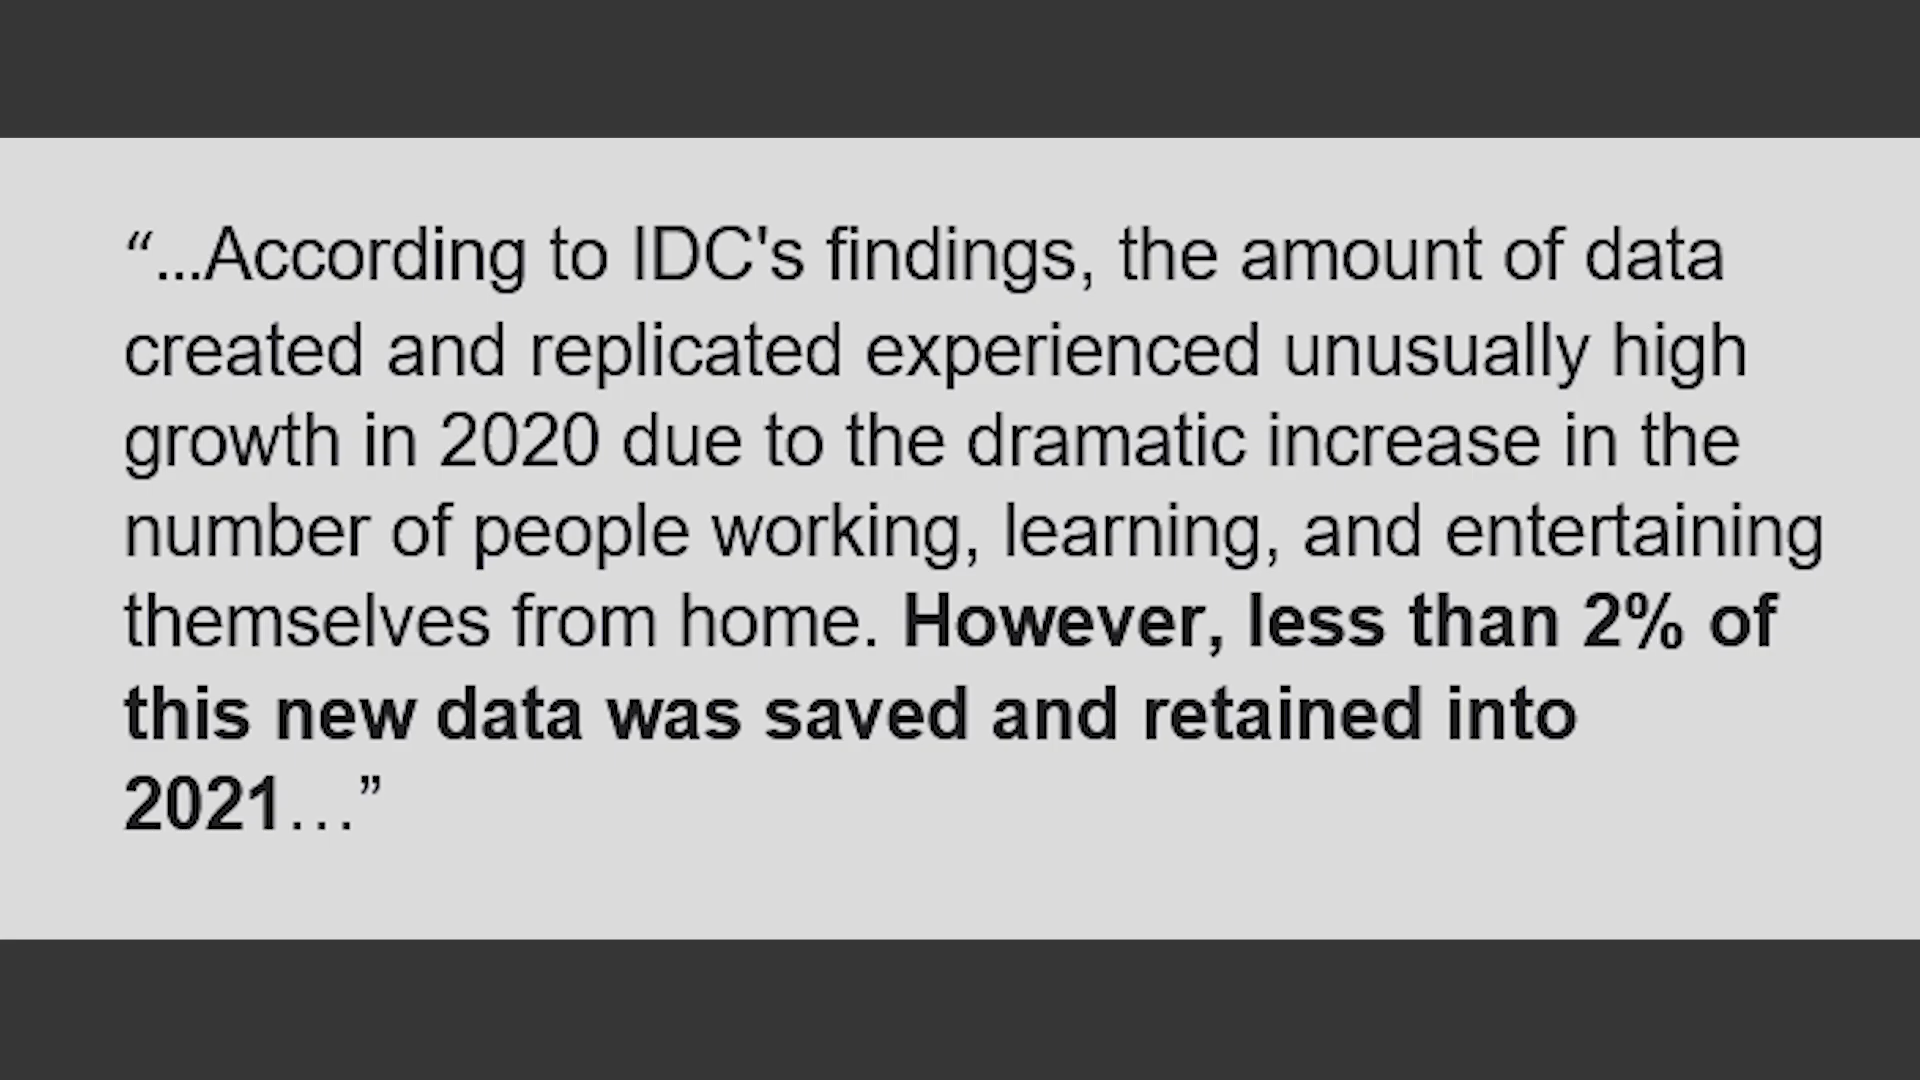 “...According to IDC's findings, the amount of data
created and replicated experienced unusually high
growth in 2020 due to the dramatic increase in the
number of people working, learning, and entertaining
themselves from home. However, less than 2% of
this new data was saved and retained into
2021…”